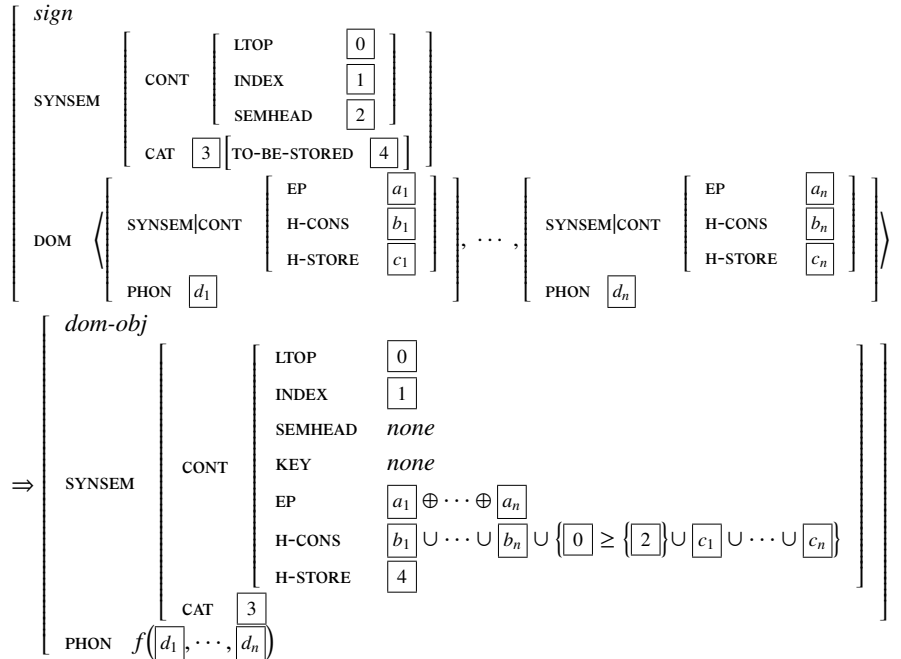 sign
LTOP 0
CONT INDEX 1
SYNSEM SEMHEAD 2
CAT 3 [TO-BE-STORED 4]
EP a₁ EP aₙ
SYNSEM|CONT H-CONS b₁ SYNSEM|CONT H-CONS bₙ
DOM ⟨ H-STORE c₁ , ⋯ , H-STORE cₙ ⟩
PHON d₁ PHON dₙ
dom-obj
LTOP 0
INDEX 1
SEMHEAD none
CONT KEY none
⇒ SYNSEM EP a₁ ⊕ ⋯ ⊕ aₙ
H-CONS b₁ ∪ ⋯ ∪ bₙ ∪ {0 ≥ {2} ∪ c₁ ∪ ⋯ ∪ cₙ}
H-STORE 4
CAT 3
PHON f(d₁, ⋯, dₙ)